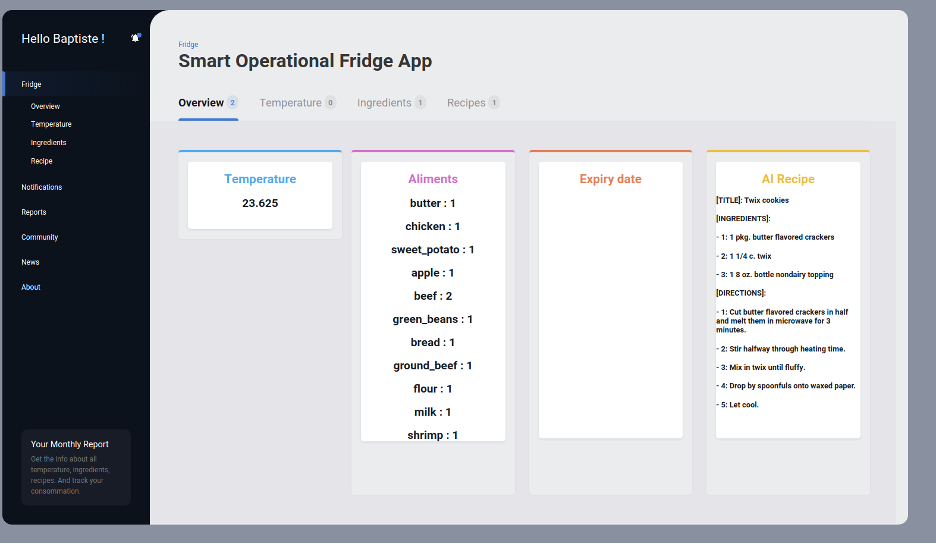 Hello Baptiste !
Fridge
Overview
Temperature
Ingredients
Recipe
Notifications
Reports
Community
News
About
Your Monthly Report
Get the info about all
temperature, ingredients,
recipes. And track your
consommation.
Fridge
Smart Operational Fridge App
Overview 2 Temperature 0 Ingredients 1 Recipes 1
Temperature
23.625
Aliments
butter : 1
chicken : 1
sweet_potato : 1
apple : 1
beef : 2
green_beans : 1
bread : 1
ground_beef : 1
flour : 1
milk : 1
shrimp : 1
Expiry date
AI Recipe
[TITLE]: Twix cookies
[INGREDIENTS]:
- 1: 1 pkg. butter flavored crackers
- 2: 1 1/4 c. twix
- 3: 1 8 oz. bottle nondairy topping
[DIRECTIONS]:
- 1: Cut butter flavored crackers in half
and melt them in microwave for 3
minutes.
- 2: Stir halfway through heating time.
- 3: Mix in twix until fluffy.
- 4: Drop by spoonfuls onto waxed paper.
- 5: Let cool.